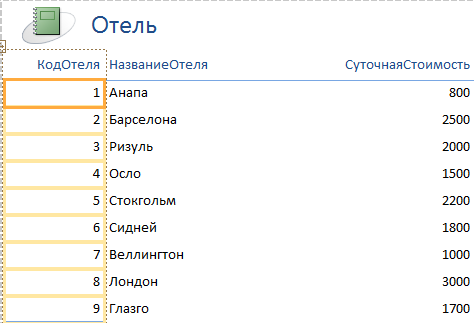 Отель
КодОтеля НазваниеОтеля СуточнаяСтоимость
1 Анапа 800
2 Барселона 2500
3 Ризуль 2000
4 Осло 1500
5 Стокгольм 2200
6 Сидней 1800
7 Веллингтон 1000
8 Лондон 3000
9 Глазго 1700